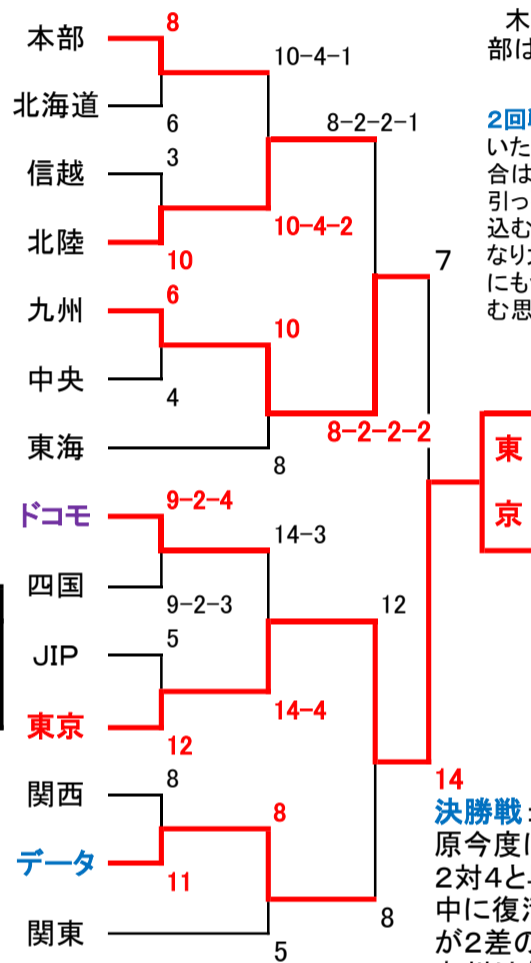 本部
8
10-4-1
北海道
6
8-2-2-1
信越
3
北陸
10
10-4-2
7
九州
6
10
中央
4
8-2-2-2
東海
8
東
京
ドコモ
9-2-4
14-3
四国
9-2-3
12
JIP
5
東京
12
14-4
14
関西
8
8
データ
11
8
関東
5
木
部は
2回戦
いた
合は
引っ
込む
にも
む思
決勝戦:
原今度に
2対4と
中に復活
が2差の